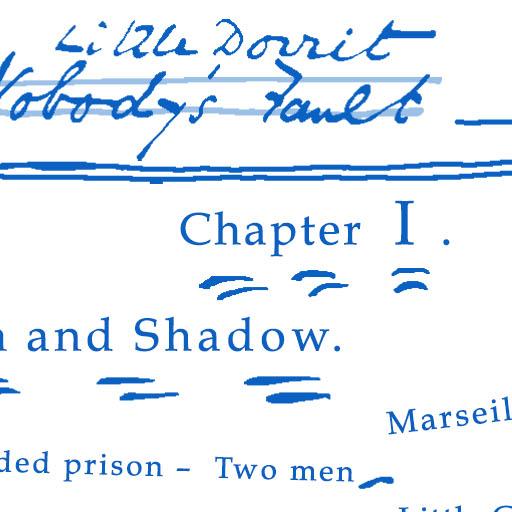 Little Dorrit
Nobody's Fault
Chapter I.
and Shadow.
Marseil
ded prison – Two men
Little